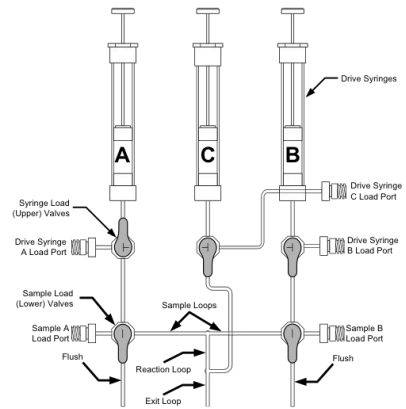 Drive Syringes
A
C
B
Drive Syringe
C Load Port
Syringe Load
(Upper) Valves
Drive Syringe
A Load Port
Drive Syringe
B Load Port
Sample Load
(Lower) Valves
Sample Loops
Sample A
Load Port
Sample B
Load Port
Flush
Reaction Loop
Flush
Exit Loop